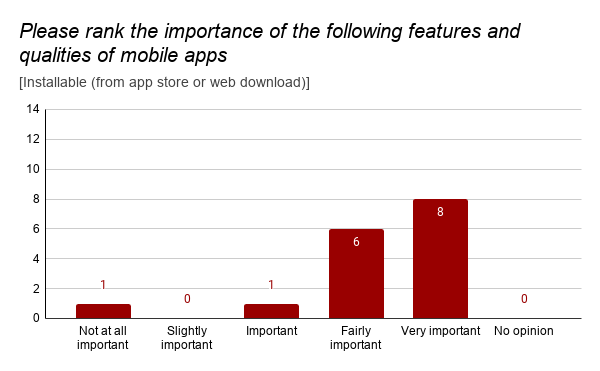 Please rank the importance of the following features and
qualities of mobile apps
[Installable (from app store or web download)]
14
12
10
8
6
4
2
0
1
0
1
6
8
0
Not at all
important
Slightly
important
Important
Fairly
important
Very important
No opinion